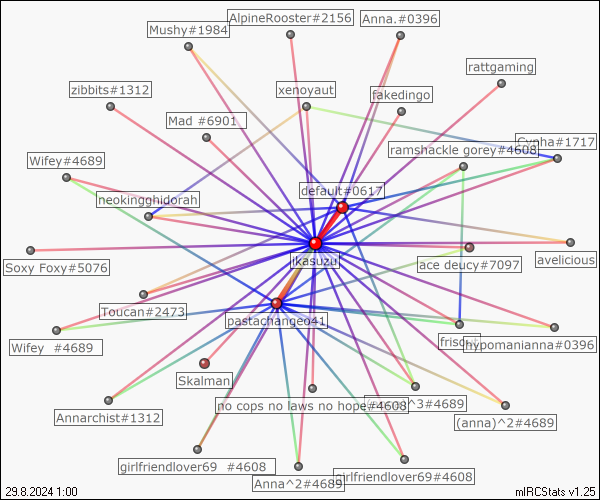 AlpineRooster#2156
Anna.#0396
Mushy#1984
rattgaming
zibbits#1312
xenoyaut
fakedingo
Mad #6901
Cynha#1717
ramshackle gorey#4608
Wifey#4689
default#0617
neokingghidorah
ikasuzu
avelicious
Soxy Foxy#5076
ace deucy#7097
Toucan#2473
pastachanged41
Wifey #4689
hypomanianna#0396
Skalman
no cops no laws no hope#4608
^3#4689
Annarchist#1312
(anna)^2#4689
girlfriendlover69 #4608
girlfriendlover69#4608
Anna^2#4689
29.8.2024 1:00
mIRCStats v1.25